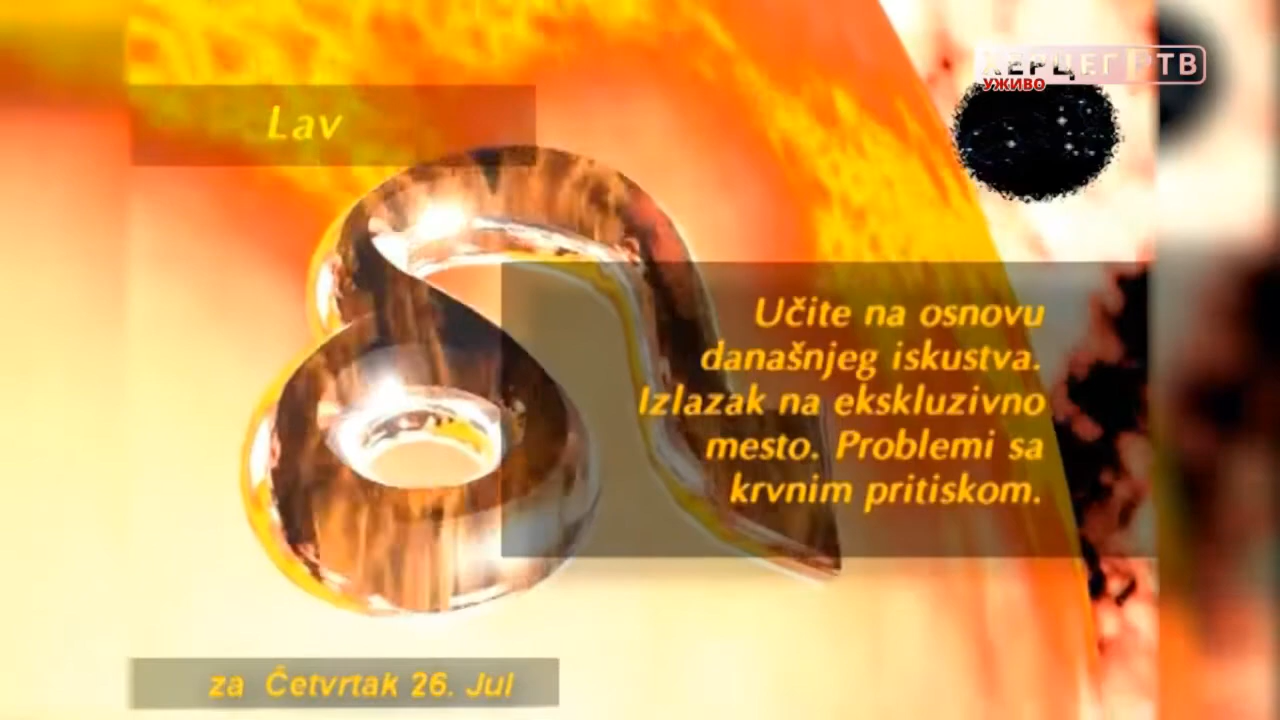 ХЕРЦЕГ ТВ
УЖИВО
Lav
Učite na osnovu
današnjeg iskustva.
Izlazak na ekskluzivno
mesto. Problemi sa
krvnim pritiskom.
za Četvrtak 26. Jul